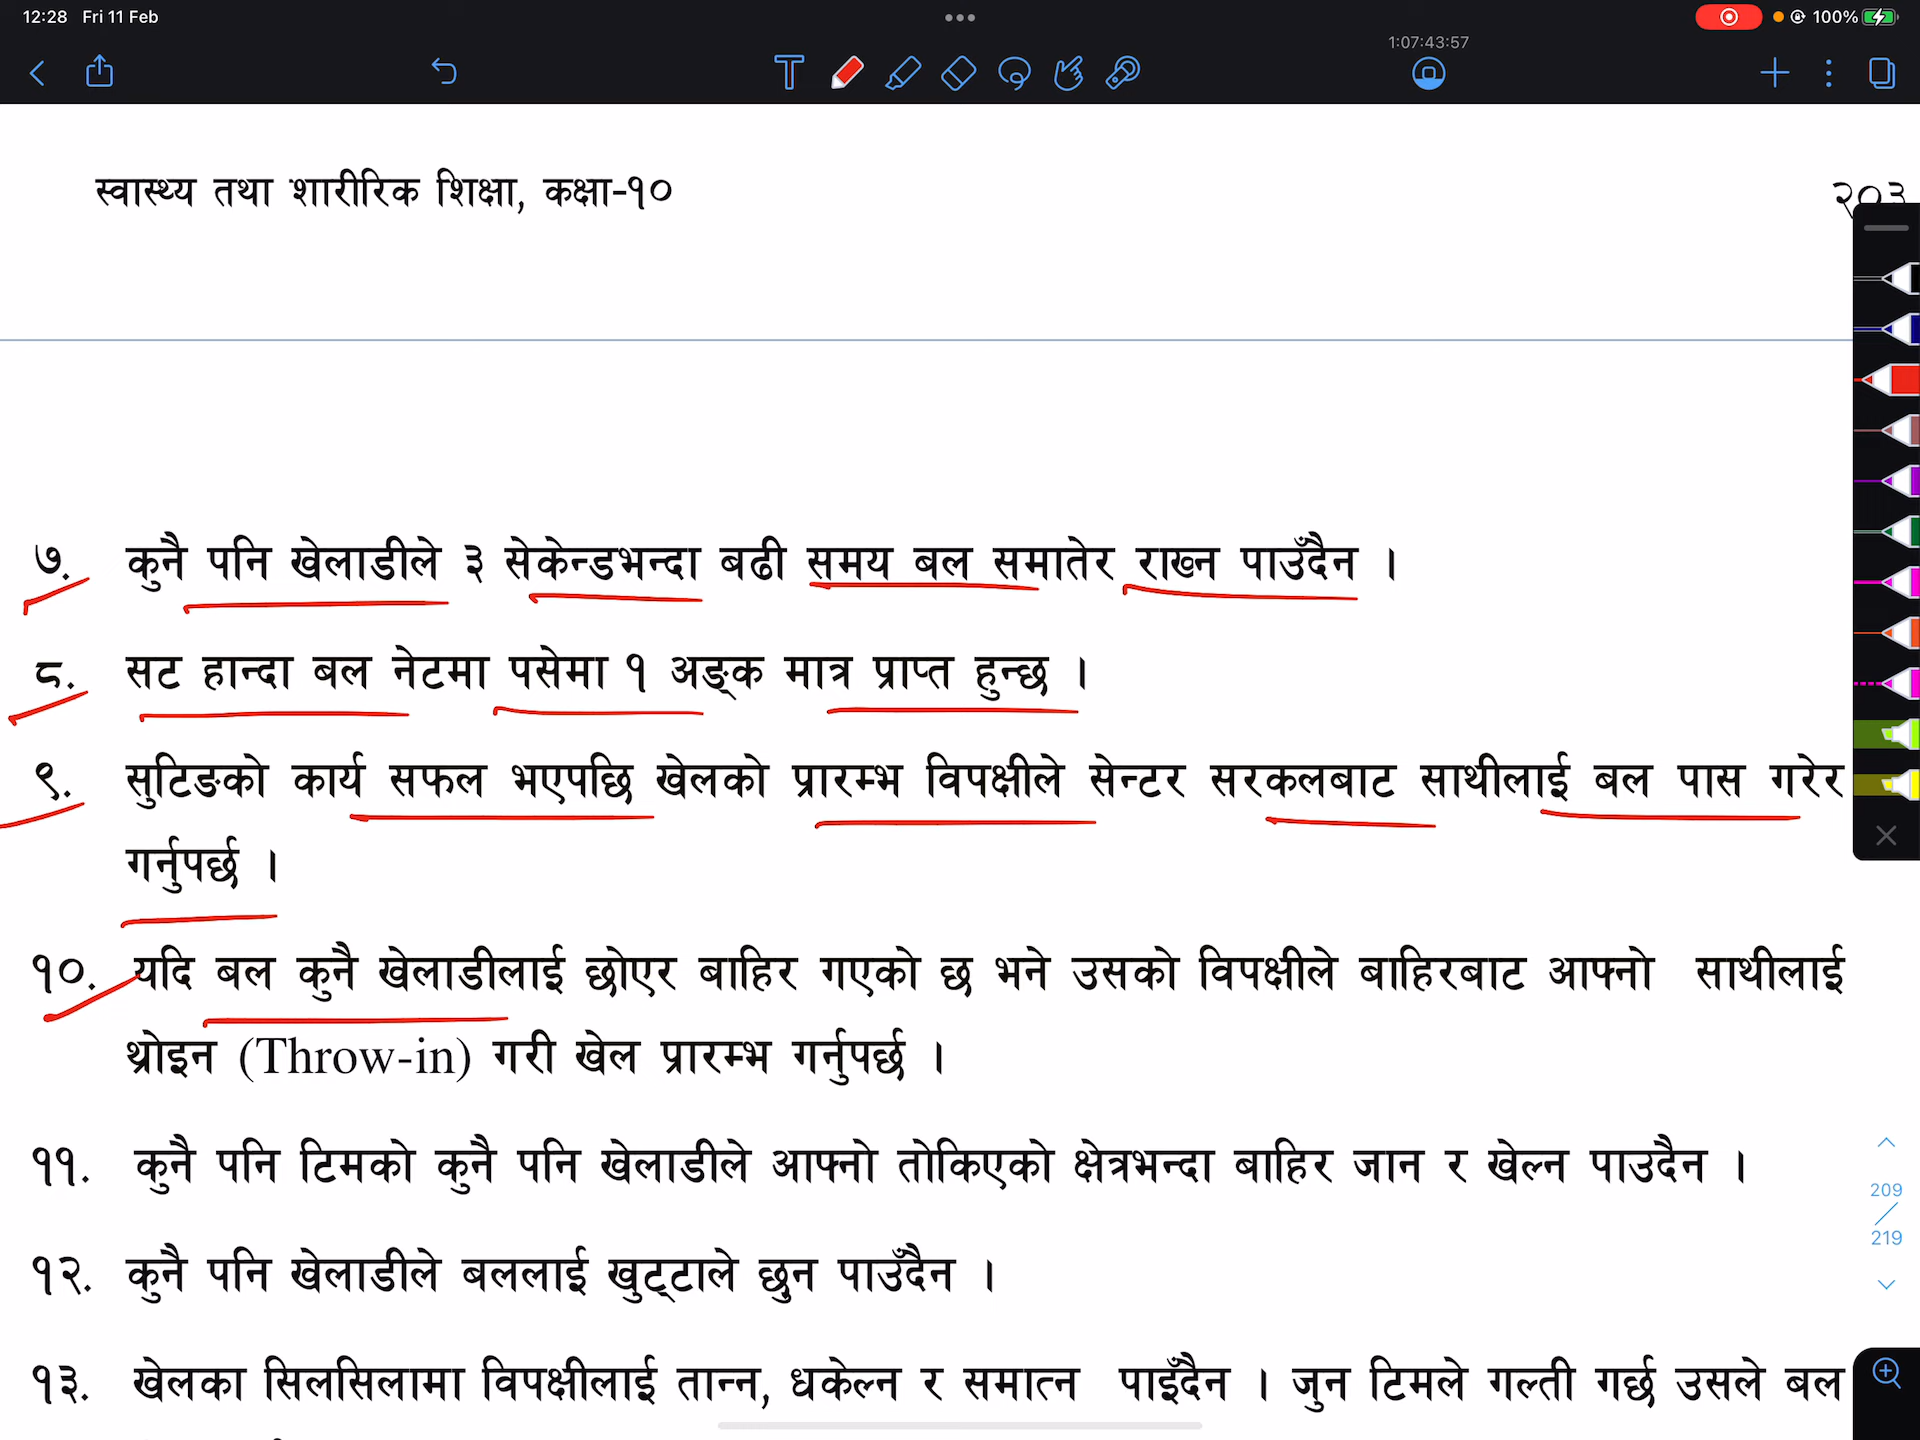 12:28 Fri 11 Feb
100%
1:07:43:57
स्वास्थ्य तथा शारीरिक शिक्षा, कक्षा-१०
२०३
७. कुनै पनि खेलाडीले ३ सेकेन्डभन्दा बढी समय बल समातेर राख्न पाउँदैन ।
८. सट हान्दा बल नेटमा पसेमा १ अङ्क मात्र प्राप्त हुन्छ ।
९. सुटिङको कार्य सफल भएपछि खेलको प्रारम्भ विपक्षीले सेन्टर सरकलबाट साथीलाई बल पास गरेर
गर्नुपर्छ ।
१०. यदि बल कुनै खेलाडीलाई छोएर बाहिर गएको छ भने उसको विपक्षीले बाहिरबाट आफ्नो साथीलाई
थ्रोइन (Throw-in) गरी खेल प्रारम्भ गर्नुपर्छ ।
११. कुनै पनि टिमको कुनै पनि खेलाडीले आफ्नो तोकिएको क्षेत्रभन्दा बाहिर जान र खेल्न पाउदैन ।
209
219
१२. कुनै पनि खेलाडीले बललाई खुट्टाले छुन पाउँदैन ।
१३. खेलका सिलसिलामा विपक्षीलाई तान्न, धकेल्न र समात्न पाइँदैन । जुन टिमले गल्ती गर्छ उसले बल